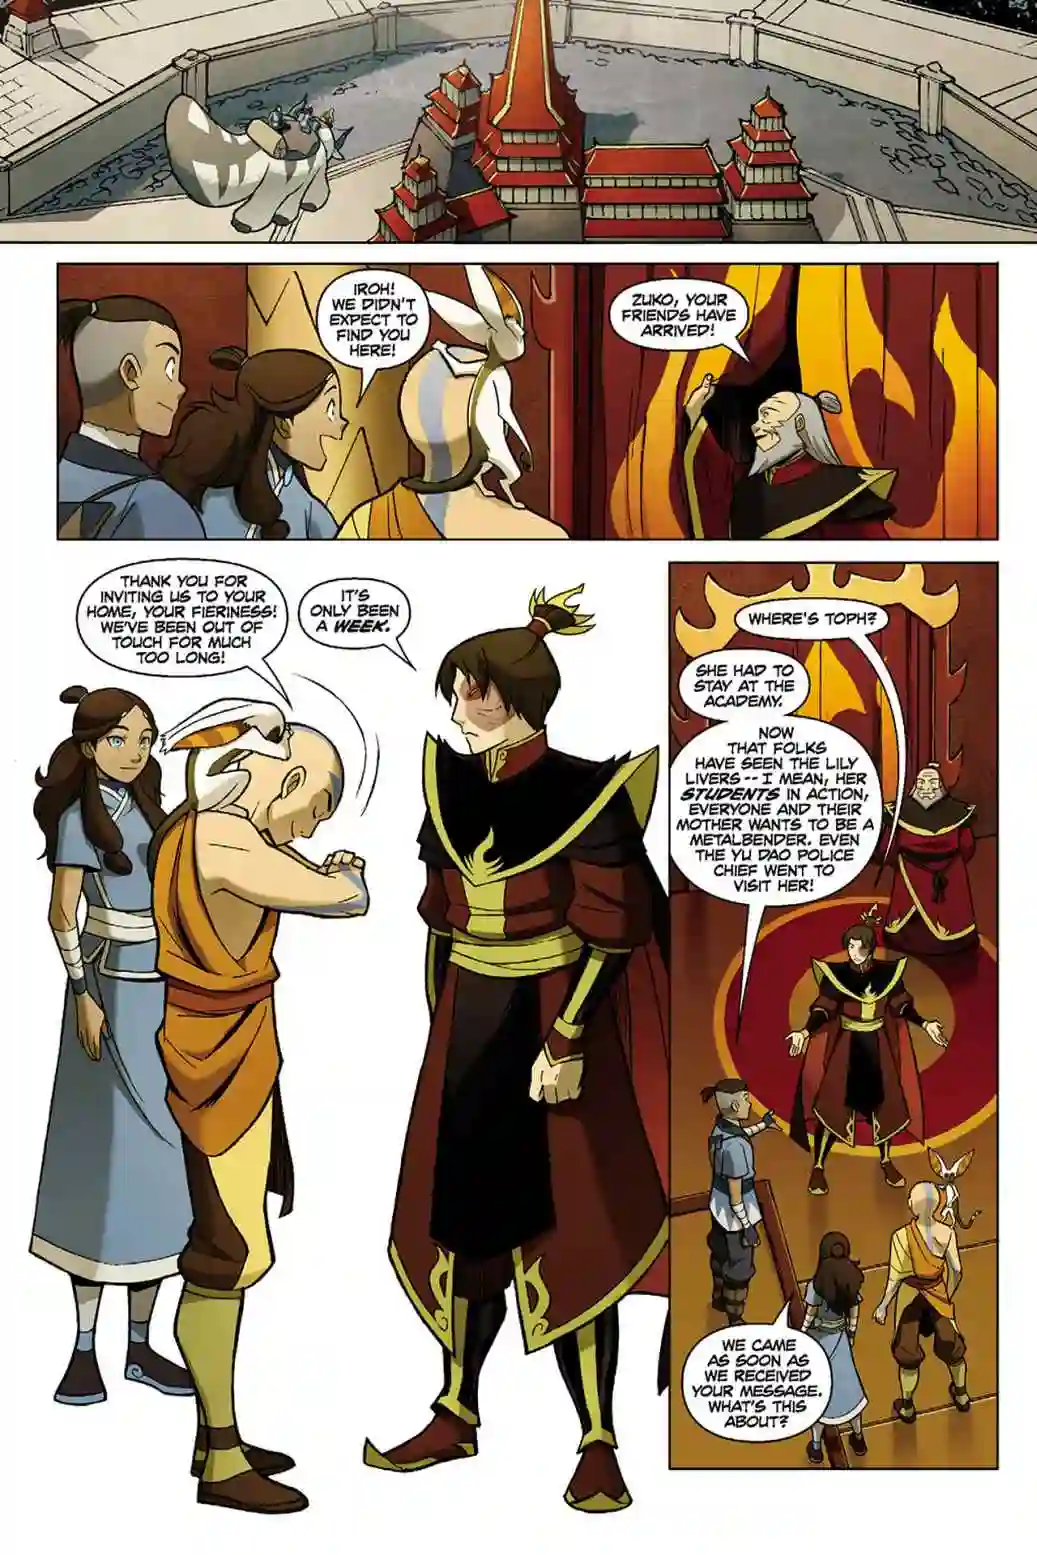 IROH!
WE DIDN'T
EXPECT TO
FIND YOU
HERE!
ZUKO, YOUR
FRIENDS HAVE
ARRIVED!
THANK YOU FOR
INVITING US TO YOUR
HOME, YOUR FIERINESS!
WE'VE BEEN OUT OF
TOUCH FOR MUCH
TOO LONG!
IT'S
ONLY BEEN
A WEEK.
WHERE'S TOPH?
SHE HAD TO
STAY AT THE
ACADEMY.
NOW
THAT FOLKS
HAVE SEEN THE LILY
LIVERS -- I MEAN, HER
STUDENTS IN ACTION,
EVERYONE AND THEIR
MOTHER WANTS TO BE A
METALBENDER. EVEN
THE YU DAO POLICE
CHIEF WENT TO
VISIT HER!
WE CAME
AS SOON AS
WE RECEIVED
YOUR MESSAGE.
WHAT'S THIS
ABOUT?